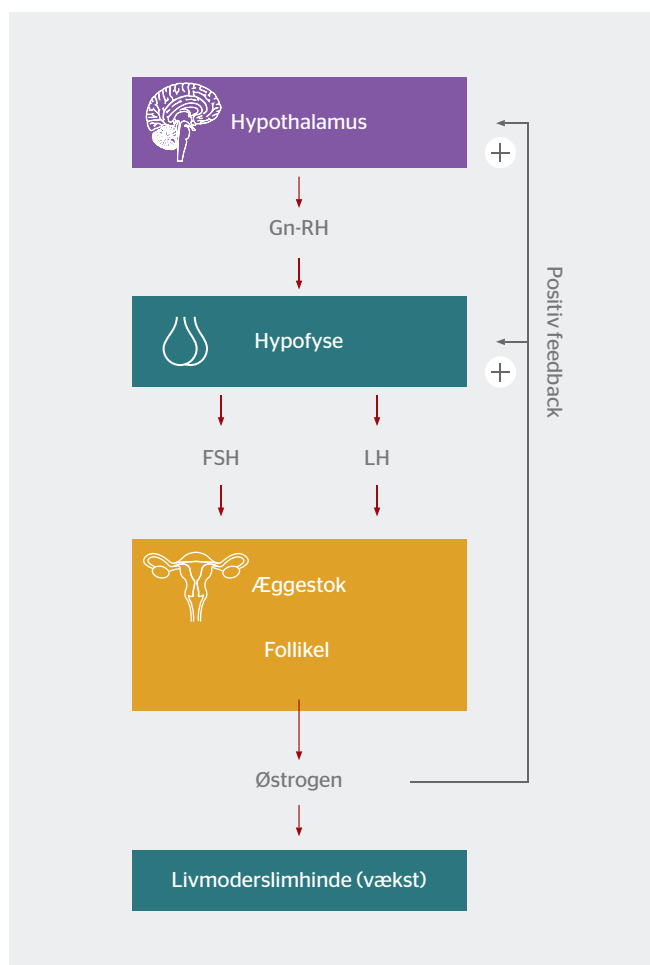 Hypothalamus
+
Gn-RH
Hypofyse
+
Positiv feedback
FSH
LH
Æggestok
Follikel
Østrogen
Livmoderslimhinde (vækst)